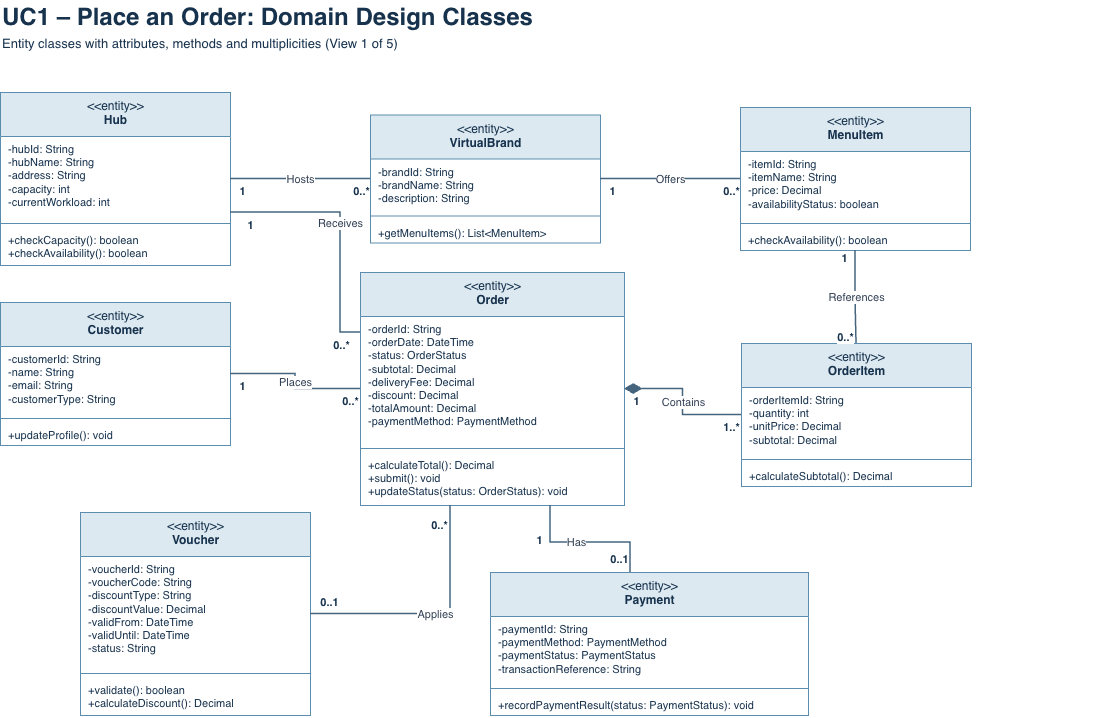 UC1 – Place an Order: Domain Design Classes
Entity classes with attributes, methods and multiplicities (View 1 of 5)
<<entity>>
Hub
-hubId: String
-hubName: String
-address: String
-capacity: int
-currentWorkload: int
+checkCapacity(): boolean
+checkAvailability(): boolean
1
Hosts
0..*
<<entity>>
VirtualBrand
-brandId: String
-brandName: String
-description: String
+getMenuItems(): List<MenuItem>
1
Offers
0..*
<<entity>>
MenuItem
-itemId: String
-itemName: String
-price: Decimal
-availabilityStatus: boolean
+checkAvailability(): boolean
1
Receives
0..*
1
References
0..*
<<entity>>
Customer
-customerId: String
-name: String
-email: String
-customerType: String
+updateProfile(): void
1
Places
0..*
<<entity>>
Order
-orderId: String
-orderDate: DateTime
-status: OrderStatus
-subtotal: Decimal
-deliveryFee: Decimal
-discount: Decimal
-totalAmount: Decimal
-paymentMethod: PaymentMethod
+calculateTotal(): Decimal
+submit(): void
+updateStatus(status: OrderStatus): void
1
Contains
1..*
<<entity>>
OrderItem
-orderItemId: String
-quantity: int
-unitPrice: Decimal
-subtotal: Decimal
+calculateSubtotal(): Decimal
<<entity>>
Voucher
-voucherId: String
-voucherCode: String
-discountType: String
-discountValue: Decimal
-validFrom: DateTime
-validUntil: DateTime
-status: String
+validate(): boolean
+calculateDiscount(): Decimal
0..1
Applies
0..*
1
Has
0..1
<<entity>>
Payment
-paymentId: String
-paymentMethod: PaymentMethod
-paymentStatus: PaymentStatus
-transactionReference: String
+recordPaymentResult(status: PaymentStatus): void